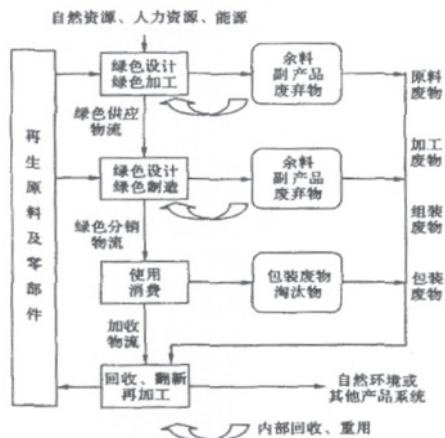 自然资源、人力资源、能源
绿色设计
绿色加工
余料
副产品
废弃物
原料
废物
绿色供应
物流
加工
废物
再生原料及零部件
绿色设计
绿色制造
余料
副产品
废弃物
组装
废物
绿色分销
物流
使用
消费
包装废物
淘汰物
包装
废物
加收
物流
回收、翻新
再加工
自然环境或
其他产品系统
内部回收、重用